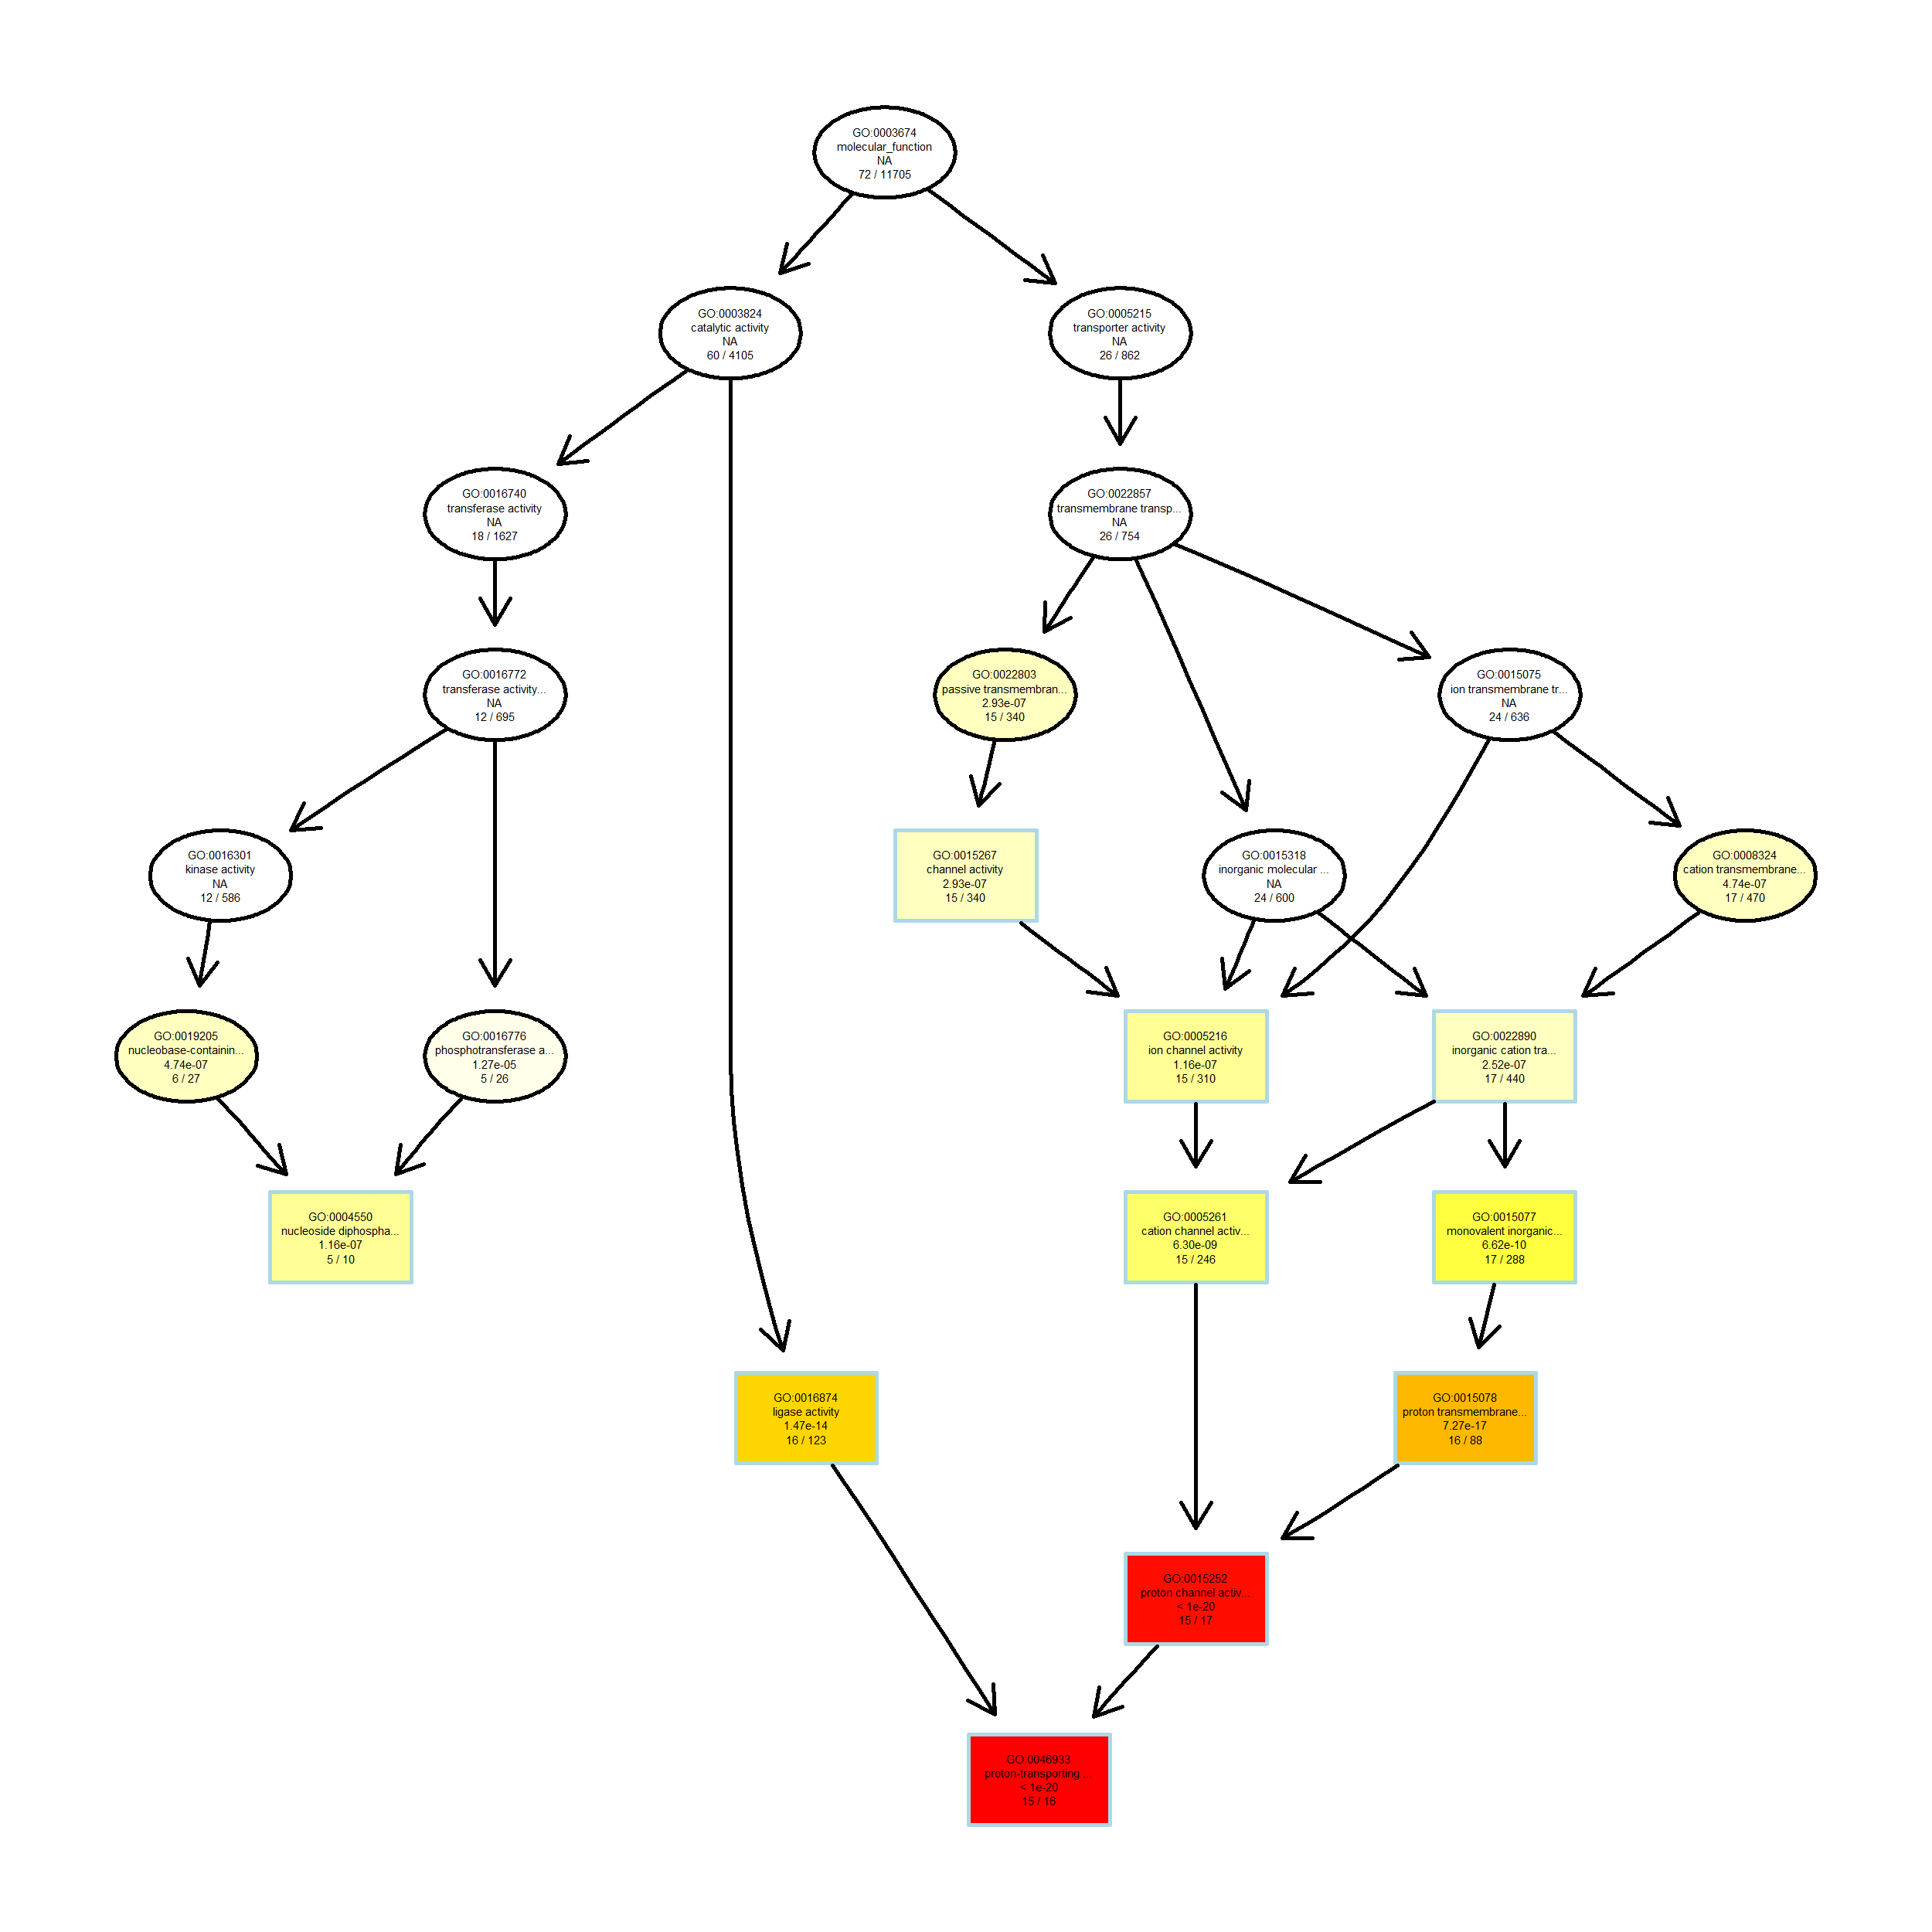 GO:0003674
molecular_function
NA
72 / 11705
GO:0003824
catalytic activity
NA
60 / 4105
GO:0005215
transporter activity
NA
26 / 862
GO:0016740
transferase activity
NA
18 / 1627
GO:0022857
transmembrane transp...
NA
26 / 754
GO:0016772
transferase activity...
NA
12 / 695
GO:0022803
passive transmembran...
2.93e-07
15 / 340
GO:0015075
ion transmembrane tr...
NA
24 / 636
GO:0016301
kinase activity
NA
12 / 586
GO:0015267
channel activity
2.93e-07
15 / 340
GO:0015318
inorganic molecular ...
NA
24 / 600
GO:0008324
cation transmembrane...
4.74e-07
17 / 470
GO:0019205
nucleobase-containin...
4.74e-07
6 / 27
GO:0016776
phosphotransferase a...
1.27e-05
5 / 26
GO:0005216
ion channel activity
1.16e-07
15 / 310
GO:0022890
inorganic cation tra...
2.52e-07
17 / 440
GO:0004550
nucleoside diphospha...
1.16e-07
5 / 10
GO:0005261
cation channel activ...
6.30e-09
15 / 246
GO:0015077
monovalent inorganic...
6.62e-10
17 / 288
GO:0016874
ligase activity
1.47e-14
16 / 123
GO:0015078
proton transmembrane...
7.27e-17
16 / 88
GO:0015252
proton channel activ...
< 1e-20
15 / 17
GO:0046933
proton-transporting ...
< 1e-20
15 / 16